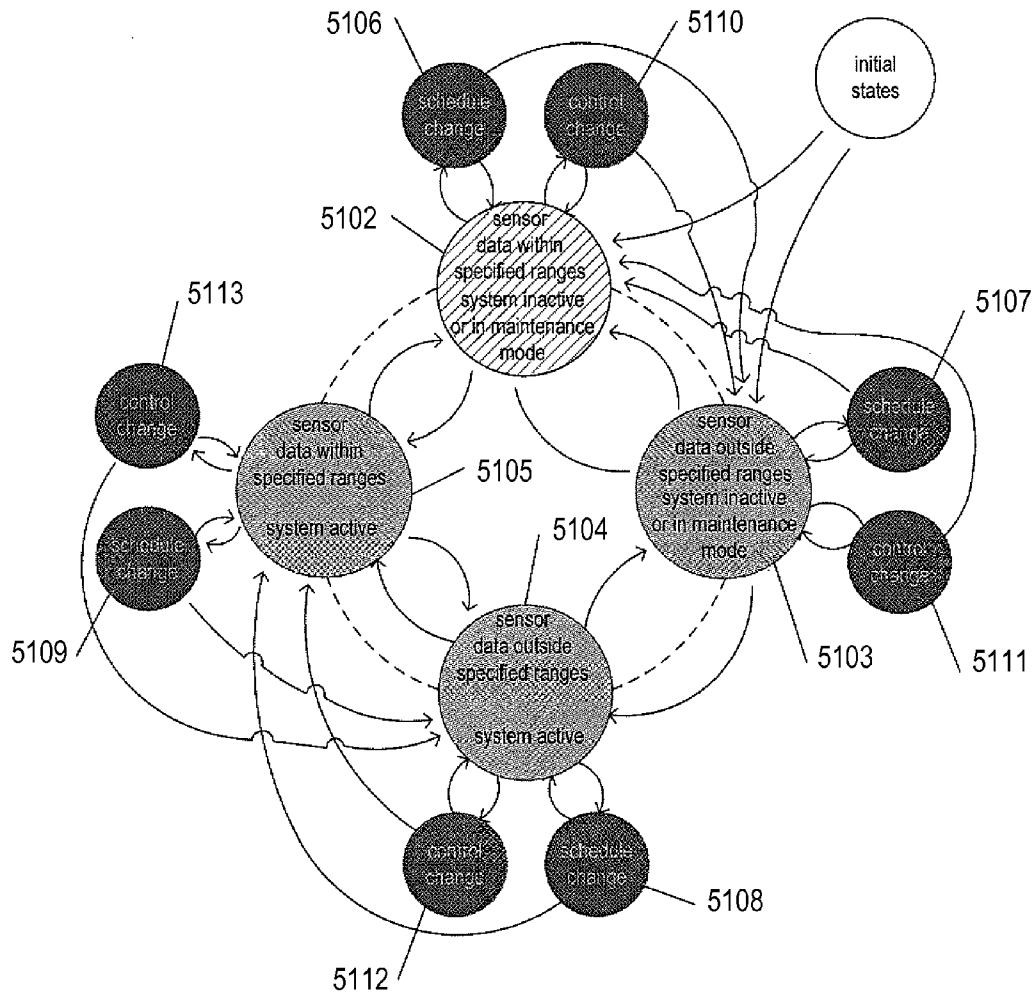 5106
5110
initial
states
schedule
change
control
change
5102
sensor
data within
specified ranges
system inactive
or in maintenance
mode
5113
5107
control
change
schedule
change
sensor
data within
specified ranges
system active
5105
sensor
data outside
specified ranges
system inactive
or in maintenance
mode
5104
schedule
change
control
change
5109
sensor
data outside
specified ranges
system active
5103
5111
control
change
schedule
change
5108
5112